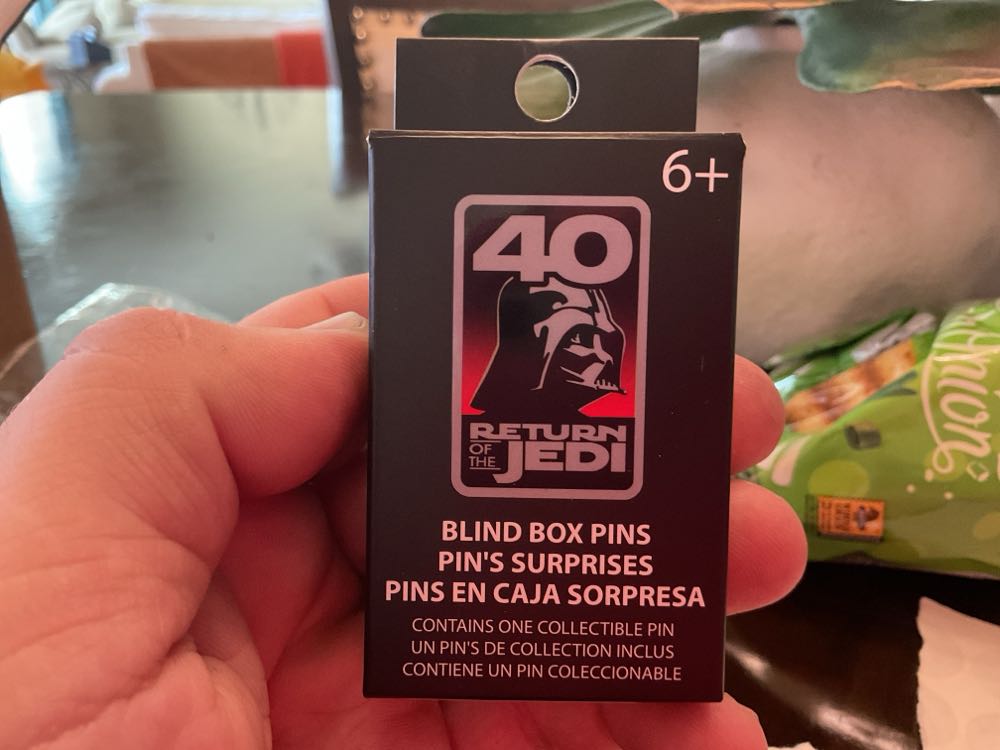 6+
40
RETURN
OF THE JEDI
BLIND BOX PINS
PIN'S SURPRISES
PINS EN CAJA SORPRESA
CONTAINS ONE COLLECTIBLE PIN
UN PIN'S DE COLLECTION INCLUS
CONTIENE UN PIN COLECCIONABLE